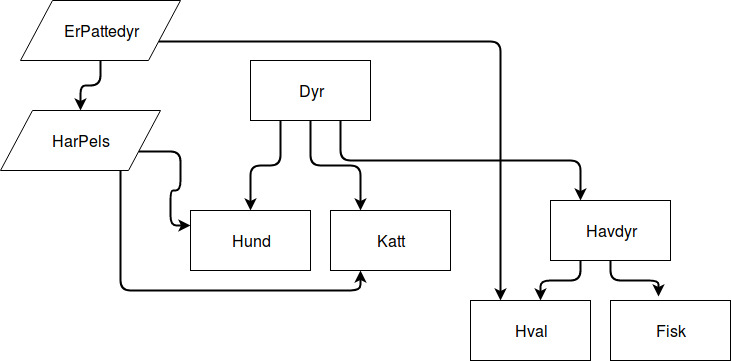 ErPattedyr
Dyr
HarPels
Hund
Katt
Havdyr
Hval
Fisk